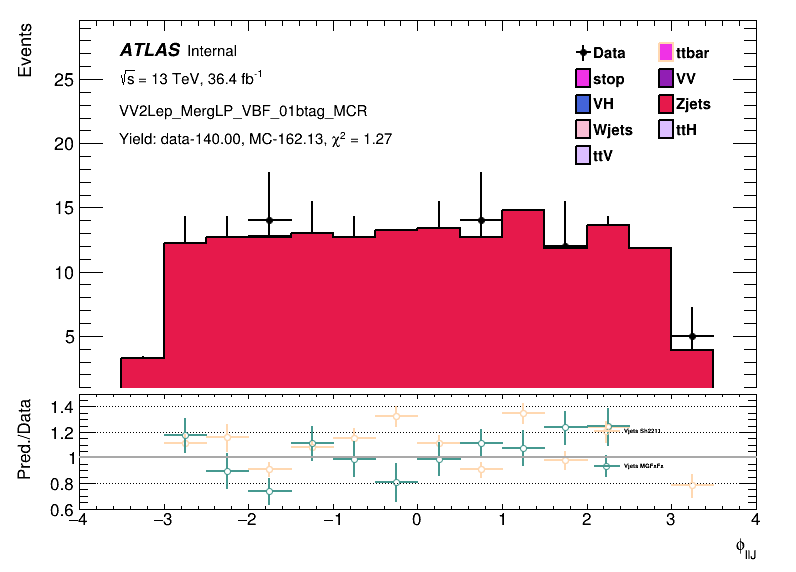 Events
ATLAS Internal
√s = 13 TeV, 36.4 fb⁻¹
VV2Lep_MergLP_VBF_01btag_MCR
Yield: data-140.00, MC-162.13, χ² = 1.27
Data ttbar
stop VV
VH Zjets
Wjets ttH
ttV
25
20
15
10
5
Pred./Data
1.4
1.2
1
0.8
0.6
Vjets Sh2211
Vjets MGFxFx
−4 −3 −2 −1 0 1 2 3 4
ϕ_llJ